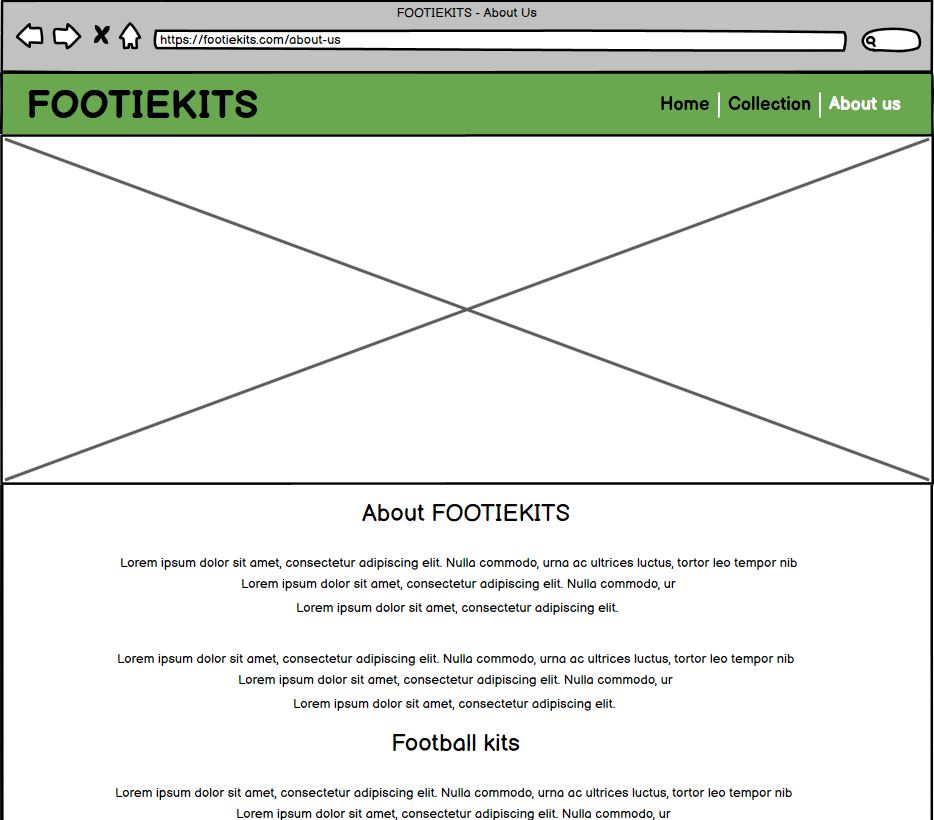 FOOTIEKITS - About Us
https://footiekits.com/about-us
FOOTIEKITS
Home
Collection
About us
About FOOTIEKITS
Lorem ipsum dolor sit amet, consectetur adipiscing elit. Nulla commodo, urna ac ultrices luctus, tortor leo tempor nib
Lorem ipsum dolor sit amet, consectetur adipiscing elit. Nulla commodo, ur
Lorem ipsum dolor sit amet, consectetur adipiscing elit.
Lorem ipsum dolor sit amet, consectetur adipiscing elit. Nulla commodo, urna ac ultrices luctus, tortor leo tempor nib
Lorem ipsum dolor sit amet, consectetur adipiscing elit. Nulla commodo, ur
Lorem ipsum dolor sit amet, consectetur adipiscing elit.
Football kits
Lorem ipsum dolor sit amet, consectetur adipiscing elit. Nulla commodo, urna ac ultrices luctus, tortor leo tempor nib
Lorem ipsum dolor sit amet, consectetur adipiscing elit. Nulla commodo, ur